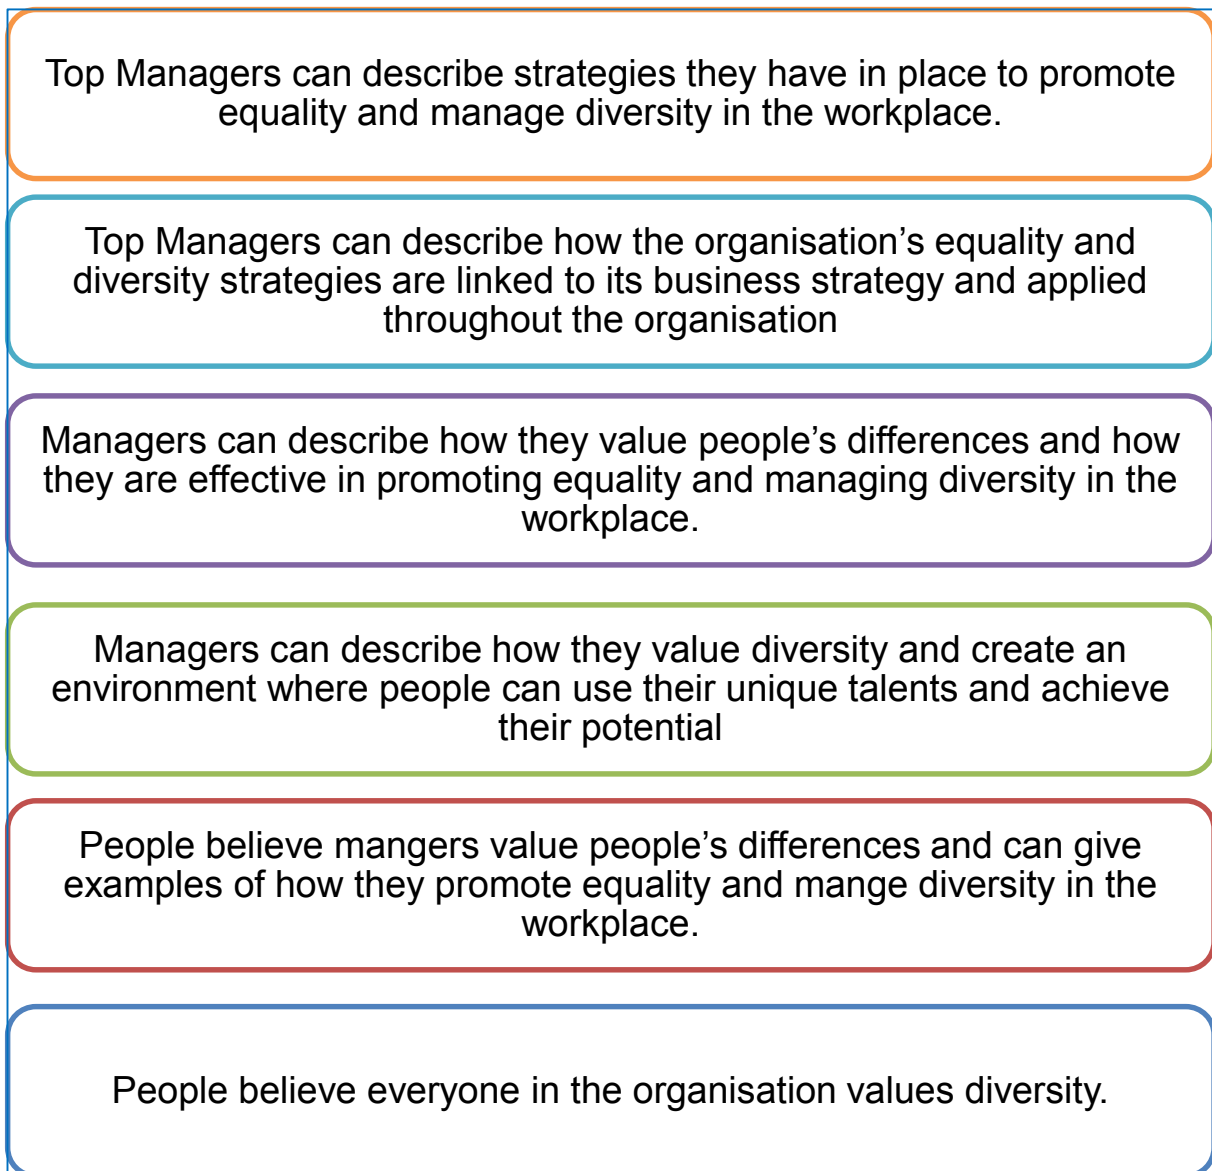 Top Managers can describe strategies they have in place to promote
equality and manage diversity in the workplace.
Top Managers can describe how the organisation’s equality and
diversity strategies are linked to its business strategy and applied
throughout the organisation
Managers can describe how they value people’s differences and how
they are effective in promoting equality and managing diversity in the
workplace.
Managers can describe how they value diversity and create an
environment where people can use their unique talents and achieve
their potential
People believe mangers value people’s differences and can give
examples of how they promote equality and mange diversity in the
workplace.
People believe everyone in the organisation values diversity.